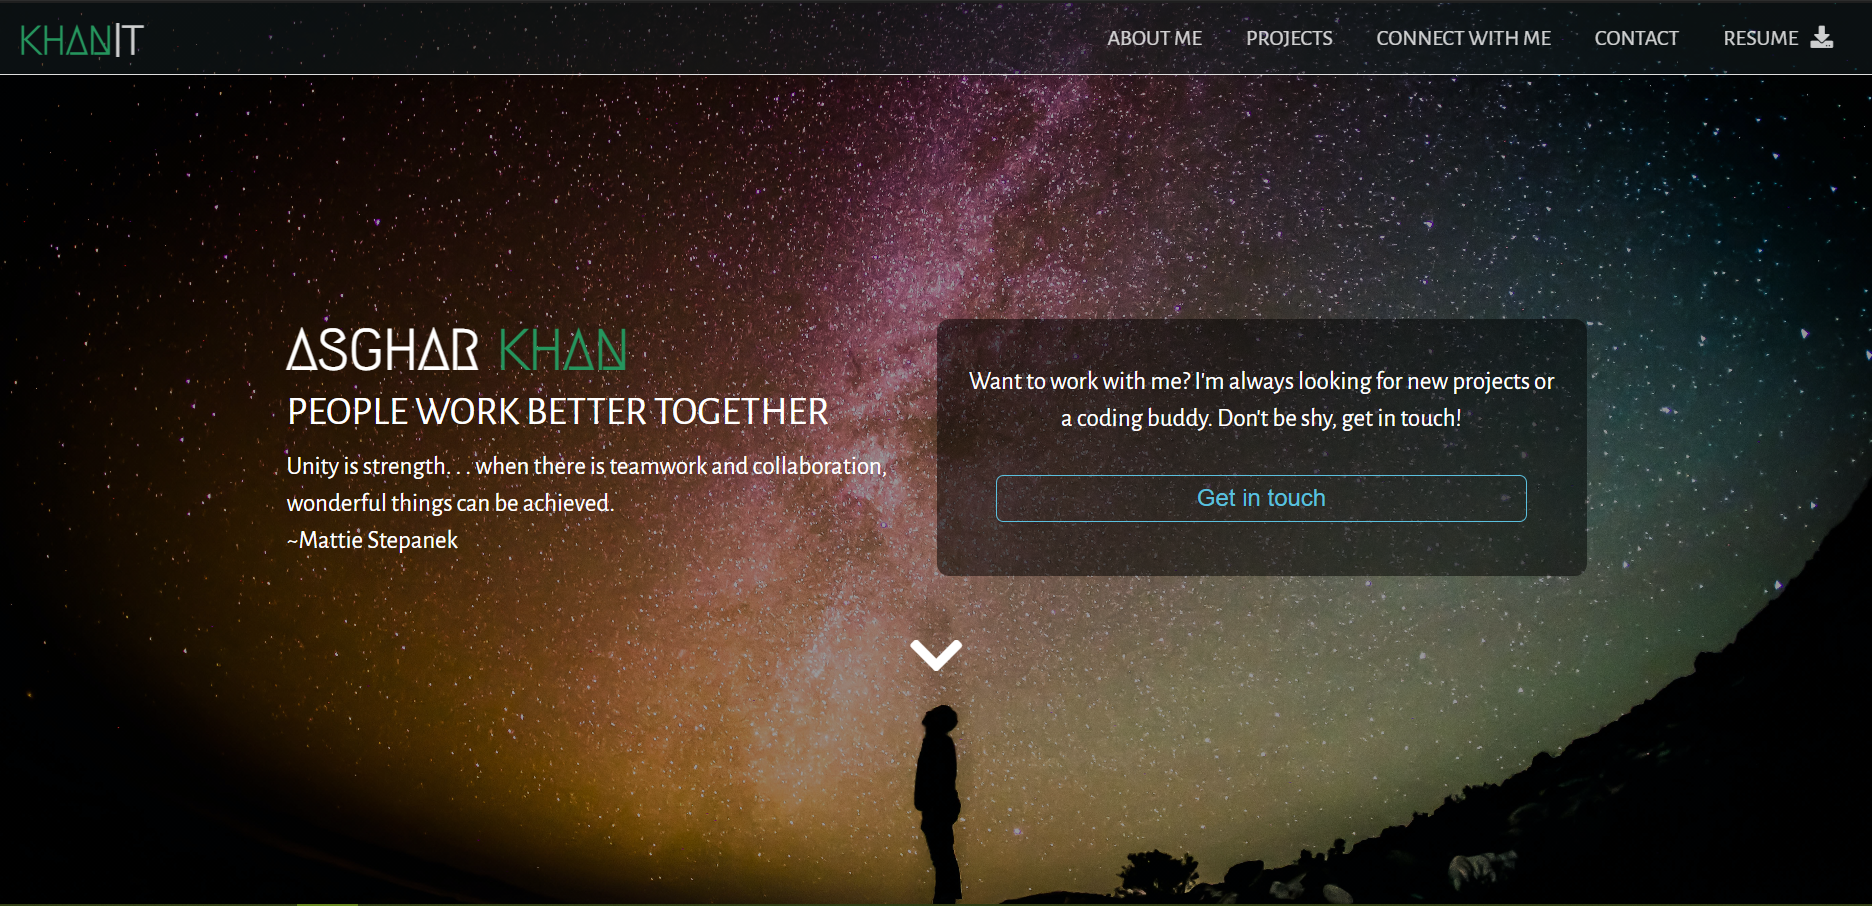 KHANIT
ABOUT ME PROJECTS CONNECT WITH ME CONTACT RESUME
ASGHAR KHAN
PEOPLE WORK BETTER TOGETHER
Unity is strength. . . when there is teamwork and collaboration,
wonderful things can be achieved.
~Mattie Stepanek
Want to work with me? I'm always looking for new projects or
a coding buddy. Don't be shy, get in touch!
Get in touch